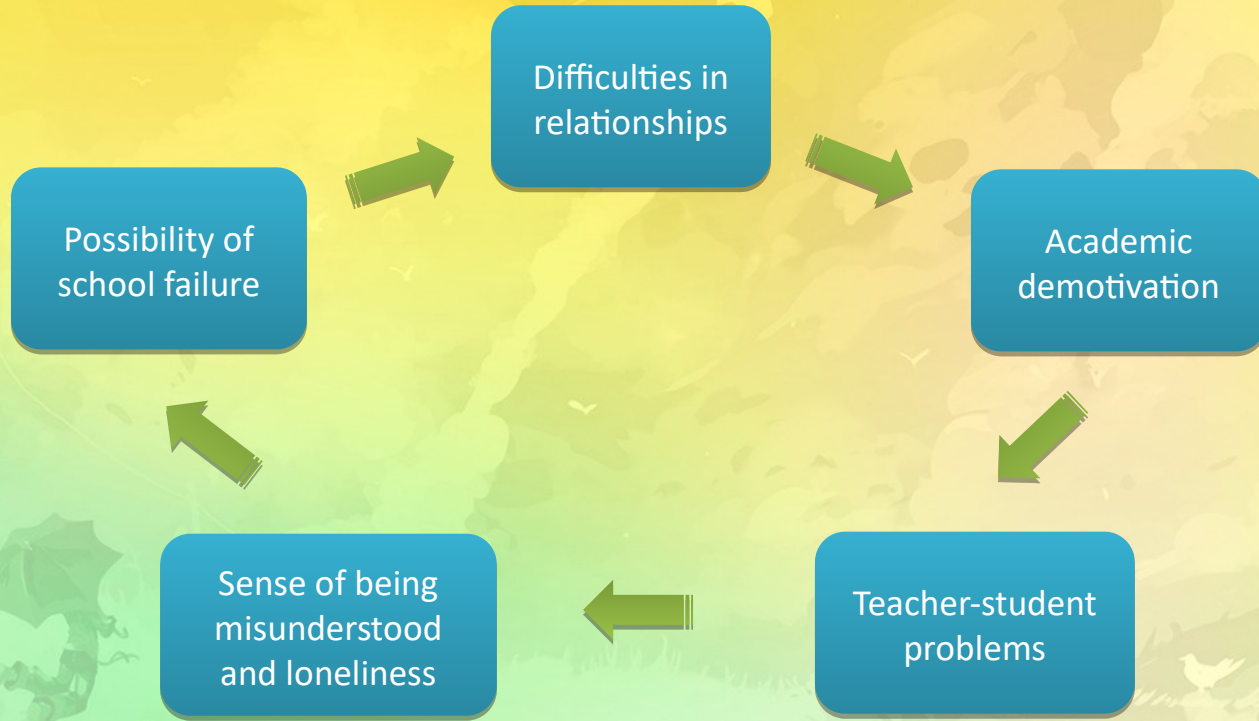 Difficulties in
relationships
Academic
demotivation
Teacher-student
problems
Sense of being
misunderstood
and loneliness
Possibility of
school failure